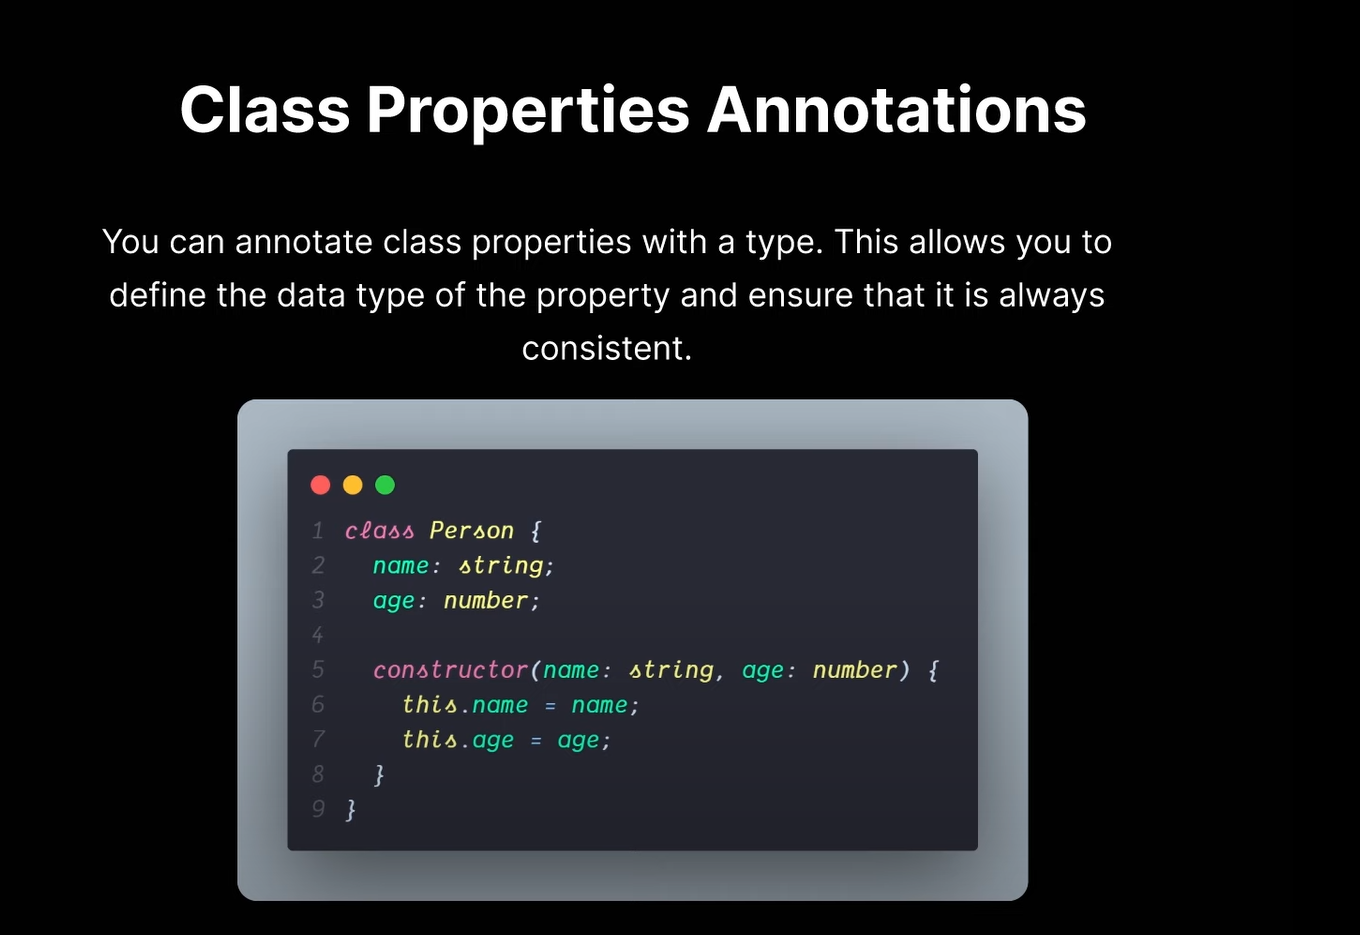 Class Properties Annotations
You can annotate class properties with a type. This allows you to
define the data type of the property and ensure that it is always
consistent.
1 class Person {
2   name: string;
3   age: number;
4
5   constructor(name: string, age: number) {
6     this.name = name;
7     this.age = age;
8   }
9 }